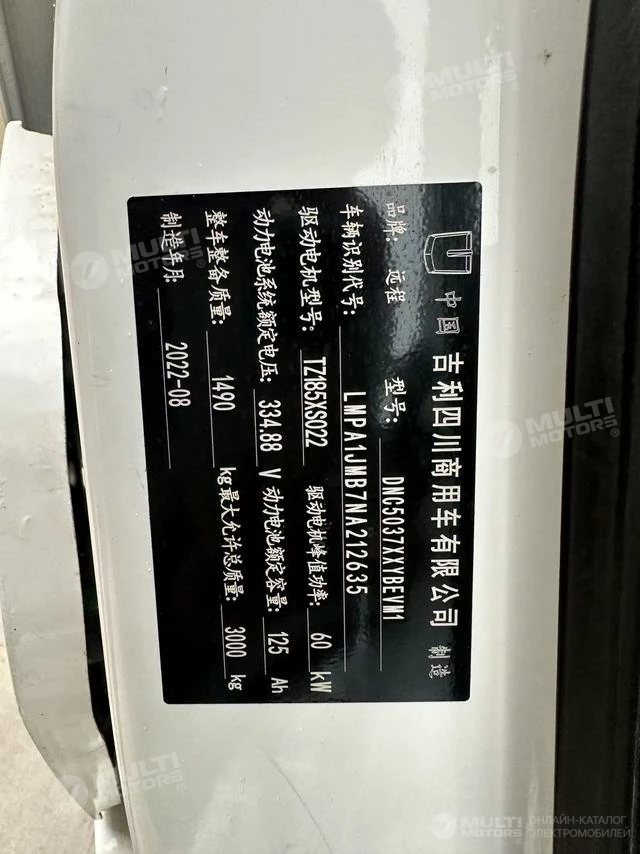 中国 吉利四川商用车有限公司 制造
品牌: 远程 型号: DNC5037XXYBEVM1
车辆识别代号: LMPA1JMB7NA212635
驱动电机型号: TZ185XS022 驱动电机峰值功率: 60 kW
动力电池系统额定电压: 334.88 V 动力电池额定容量: 125 Ah
整车整备质量: 1490 kg 最大允许总质量: 3000 kg
制造年月: 2022-08
MULTI MOTORS®
MULTI MOTORS®
MULTI MOTORS®
MULTI MOTORS®
MULTI MOTORS® ОНЛАЙН-КАТАЛОГ ЭЛЕКТРОМОБИЛЕЙ